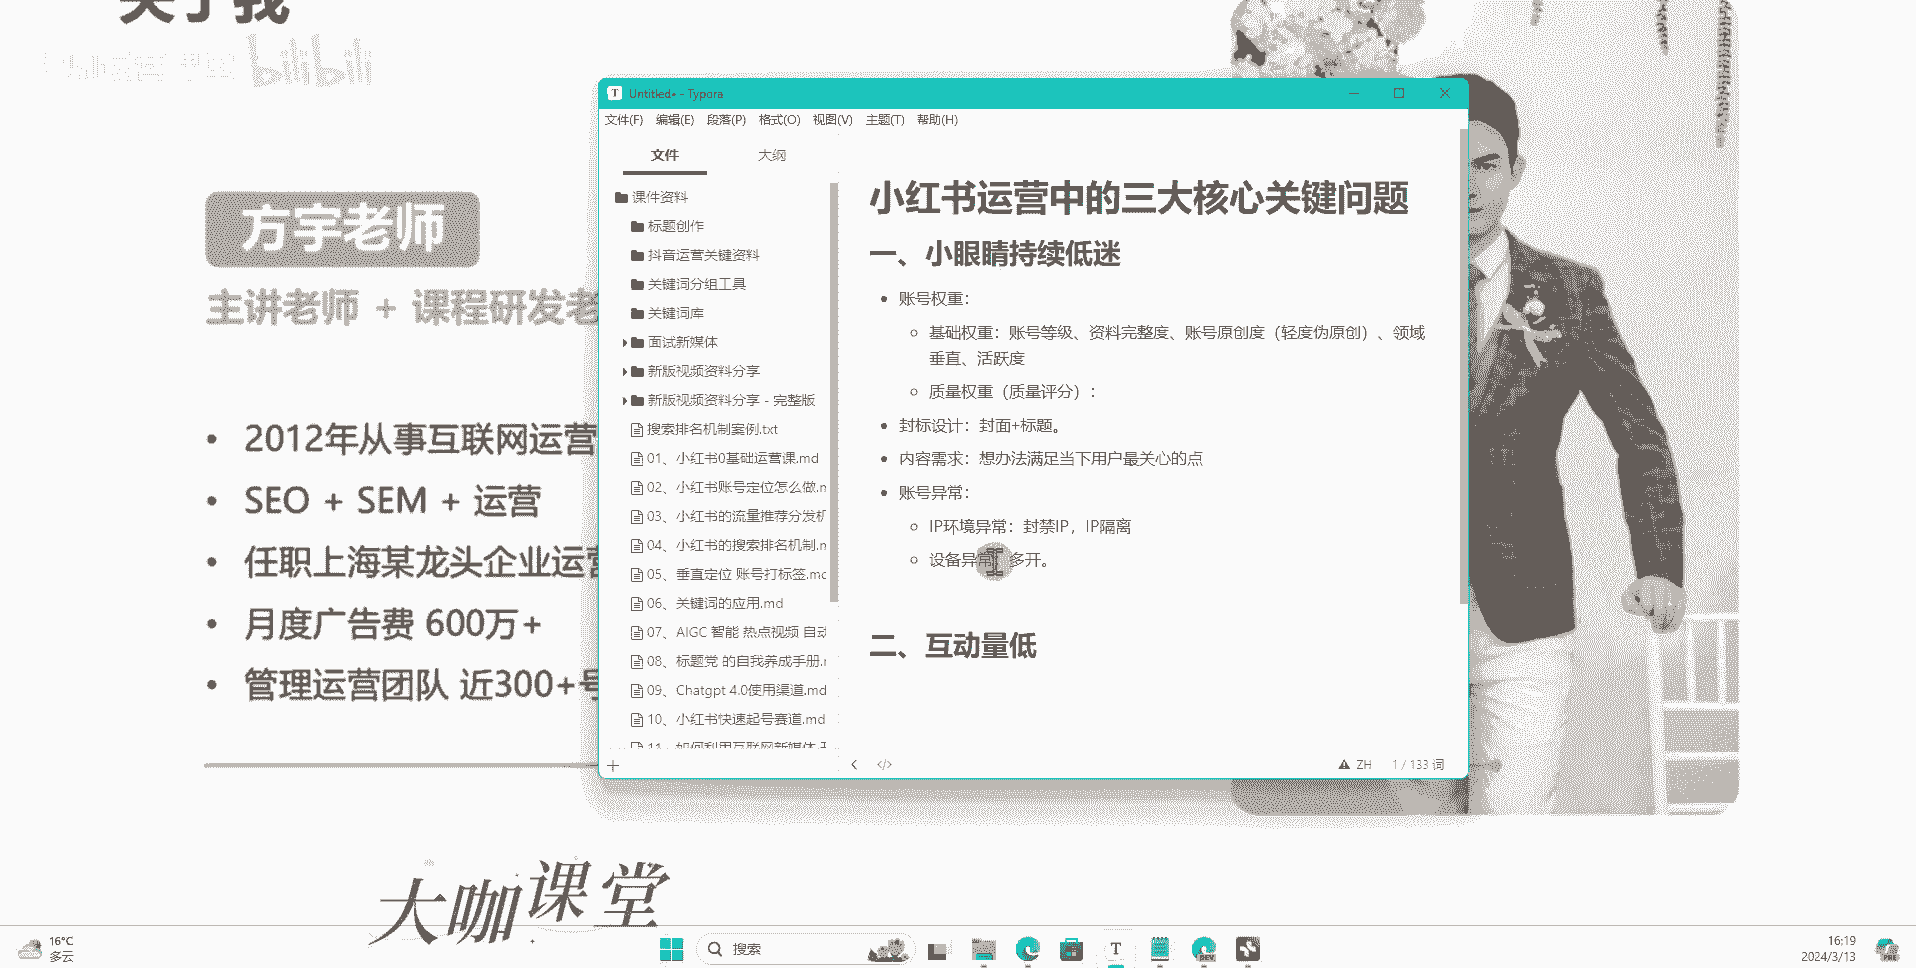 关于我
bilibili
方宇老师
主讲老师 + 课程研发老
2012年从事互联网运营
SEO + SEM + 运营
任职上海某龙头企业运营
月度广告费 600万+
管理运营团队 近300+号
Untitled• - Typora
文件(F) 编辑(E) 段落(P) 格式(O) 视图(V) 主题(T) 帮助(H)
文件 大纲
课件资料
标题创作
抖音运营关键资料
关键词分组工具
关键词库
面试新媒体
新版视频资料分享
新版视频资料分享 - 完整版
搜索排名机制案例.txt
01、小红书0基础运营课.md
02、小红书账号定位怎么做.m
03、小红书的流量推荐分发机
04、小红书的搜索排名机制.m
05、垂直定位 账号打标签.md
06、关键词的应用.md
07、AIGC 智能 热点视频 自动
08、标题党 的自我养成手册.m
09、Chatgpt 4.0使用渠道.md
10、小红书快速起号赛道.md
11、如何利用互联网新媒体
小红书运营中的三大核心关键问题
一、小眼睛持续低迷
账号权重：
基础权重：账号等级、资料完整度、账号原创度（轻度伪原创）、领域
垂直、活跃度
质量权重（质量评分）：
封标设计：封面+标题。
内容需求：想办法满足当下用户最关心的点
账号异常：
IP环境异常：封禁IP，IP隔离
设备异常：多开。
二、互动量低
ZH 1 / 133 词
大咖课堂
16°C
多云
搜索
T
DEV
16:19
2024/3/13
PRE